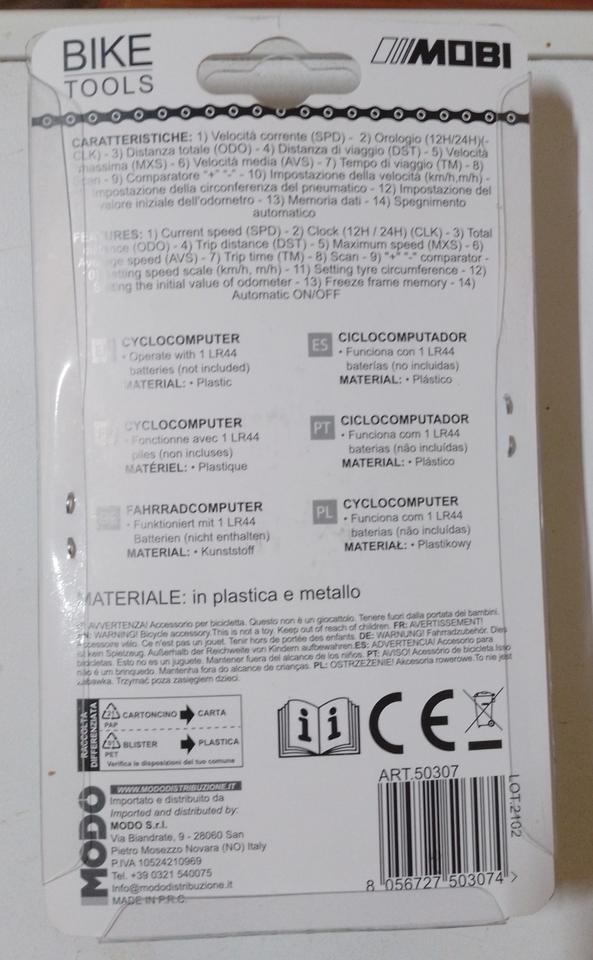 BIKE
TOOLS
MOBI
CARATTERISTICHE: 1) Velocità corrente (SPD) - 2) Orologio (12H/24H)(-
CLK) - 3) Distanza totale (ODO) - 4) Distanza di viaggio (DST) - 5) Velocità
massima (MXS) - 6) Velocità media (AVS) - 7) Tempo di viaggio (TM) - 8)
Scan - 9) Comparatore "+" "-" - 10) Impostazione della velocità (km/h,m/h) -
Impostazione della circonferenza del pneumatico - 12) Impostazione del
valore iniziale dell'odometro - 13) Memoria dati - 14) Spegnimento
automatico
FEATURES: 1) Current speed (SPD) - 2) Clock (12H / 24H) (CLK) - 3) Total
(ODO) - 4) Trip distance (DST) - 5) Maximum speed (MXS) - 6)
Average speed (AVS) - 7) Trip time (TM) - 8) Scan - 9) "+" "-" comparator -
Setting speed scale (km/h, m/h) - 11) Setting tyre circumference - 12)
the initial value of odometer - 13) Freeze frame memory - 14)
Automatic ON/OFF
CYCLOCOMPUTER
• Operate with 1 LR44
batteries (not included)
MATERIAL: • Plastic
ES CICLOCOMPUTADOR
• Funciona con 1 LR44
baterías (no incluidas)
MATERIAL: • Plástico
CYCLOCOMPUTER
• Fonctionne avec 1 LR44
piles (non incluses)
MATÉRIEL: • Plastique
PT CICLOCOMPUTADOR
• Funciona com 1 LR44
baterias (não incluídas)
MATERIAL: • Plástico
FAHRRADCOMPUTER
• Funktioniert mit 1 LR44
Batterien (nicht enthalten)
MATERIAL: • Kunststoff
PL CYCLOCOMPUTER
• Funciona com 1 LR44
baterias (não incluídas)
MATERIAŁ: • Plastikowy
MATERIALE: in plastica e metallo
AVVERTENZA! Accessorio per bicicletta. Questo non è un giocattolo. Tenere fuori dalla portata dei bambini.
EN: WARNING! Bicycle accessory.This is not a toy. Keep out of reach of children. FR: AVERTISSEMENT!
Accessoire vélo. Ce n'est pas un jouet. Tenir hors de portée des enfants. DE: WARNUNG! Fahrradzubehör. Dies
ist kein Spielzeug. Außerhalb der Reichweite von Kindern aufbewahren.ES: ADVERTENCIA! Accesorio para
bicicletas. Esto no es un juguete. Mantener fuera del alcance de los niños. PT: AVISO! Acessório de bicicleta.Isso
não é um brinquedo. Mantenha fora do alcance de crianças. PL: OSTRZEŻENIE! Akcesoria rowerowe.To nie jest
zabawka. Trzymać poza zasięgiem dzieci.
RACCOLTA
DIFFERENZIATA
21
PAP
CARTONCINO
CARTA
PET
BLISTER
PLASTICA
Verifica le disposizioni del tuo comune
CE
MODO
WWW.MODODISTRIBUZIONE.IT
Importato e distribuito da
Imported and distributed by:
MODO S.r.l.
Via Biandrate, 9 - 28060 San
Pietro Mosezzo Novara (NO) Italy
P.IVA 10524210969
Tel. +39 0321 540075
Info@mododistribuzione.it
MADE IN P.R.C.
ART.50307
LOT.2102
8 056727 503074 >